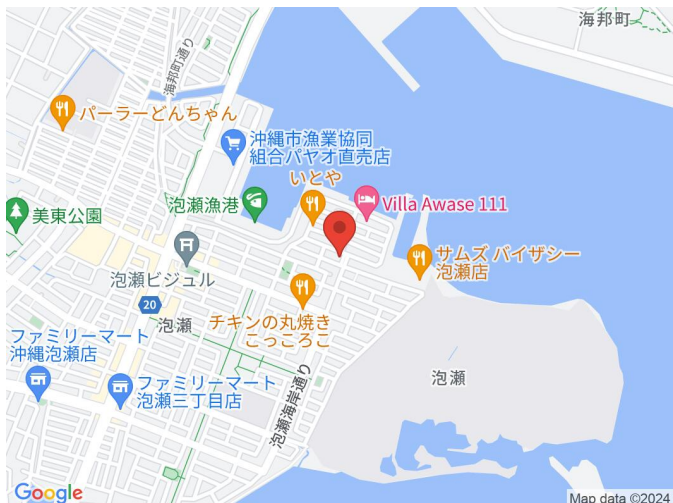 海邦町
海邦町通り
パーラーどんちゃん
沖縄市漁業協同
組合パヤオ直売店
いとや
泡瀬漁港
Villa Awase 111
美東公園
サムズ バイザシー
泡瀬店
泡瀬ビジュル
20
泡瀬
チキンの丸焼き
こっころこ
ファミリーマート
沖縄泡瀬店
泡瀬
ファミリーマート
泡瀬三丁目店
泡瀬海岸通り
Google
Map data ©2024